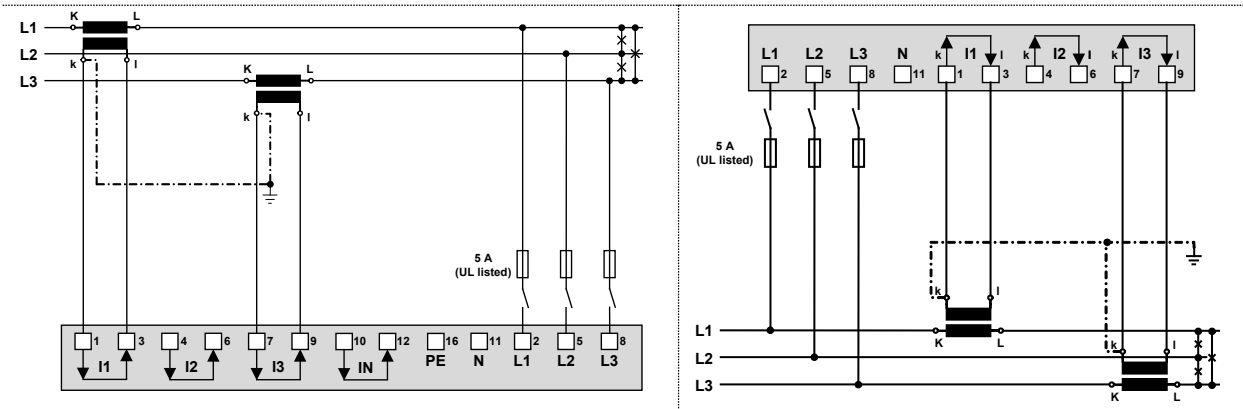 K L
L1
L2
k l
K L
L3
k l
5 A
(UL listed)
1 3 4 6 7 9 10 12 16 11 2 5 8
I1 I2 I3 IN PE N L1 L2 L3
L1 L2 L3 N k I1 l k I2 l k I3 l
2 5 8 11 1 3 4 6 7 9
5 A
(UL listed)
k l
L1
K L
k l
L2
L3
K L